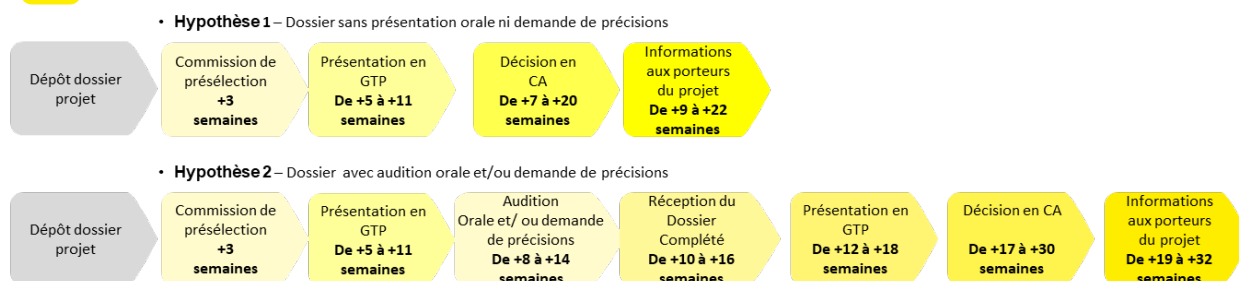 • Hypothèse 1 – Dossier sans présentation orale ni demande de précisions
Dépôt dossier
projet
Commission de
présélection
+3
semaines
Présentation en
GTP
De +5 à +11
semaines
Décision en
CA
De +7 à +20
semaines
Informations
aux porteurs
du projet
De +9 à +22
semaines
• Hypothèse 2 – Dossier avec audition orale et/ou demande de précisions
Dépôt dossier
projet
Commission de
présélection
+3
semaines
Présentation en
GTP
De +5 à +11
semaines
Audition
Orale et/ ou demande
de précisions
De +8 à +14
semaines
Réception du
Dossier
Complété
De +10 à +16
semaines
Présentation en
GTP
De +12 à +18
semaines
Décision en CA
De +17 à +30
semaines
Informations
aux porteurs
du projet
De +19 à +32
semaines